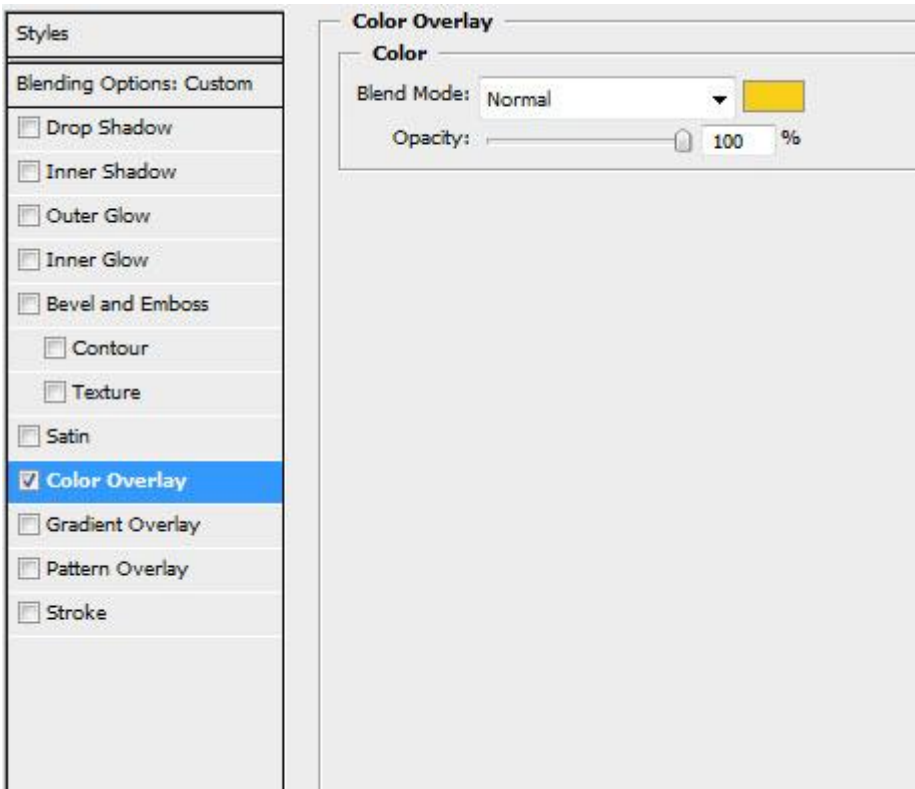 Styles
Blending Options: Custom
Drop Shadow
Inner Shadow
Outer Glow
Inner Glow
Bevel and Emboss
Contour
Texture
Satin
Color Overlay
Gradient Overlay
Pattern Overlay
Stroke
Color Overlay
Color
Blend Mode: Normal
Opacity: 100 %